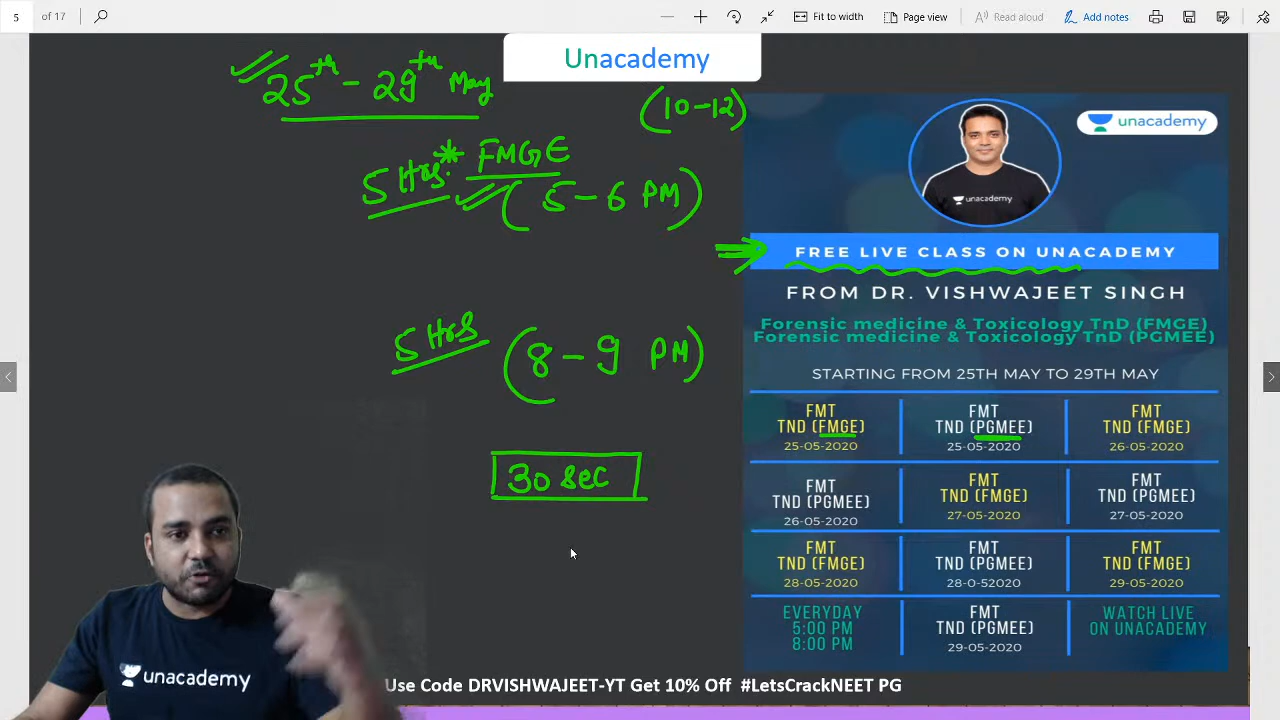 5 of 17
Page view
Read aloud
Add notes
Unacademy
25th - 29th May
(10-12)
5 Hrs.* FMGE
(5-6 PM)
5 Hrs (8-9 PM)
30 Sec
unacademy
unacademy
FREE LIVE CLASS ON UNACADEMY
FROM DR. VISHWAJEET SINGH
Forensic medicine & Toxicology TnD (FMGE)
Forensic medicine & Toxicology TnD (PGMEE)
STARTING FROM 25TH MAY TO 29TH MAY
FMT
TND (FMGE)
25-05-2020
FMT
TND (PGMEE)
25-05-2020
FMT
TND (FMGE)
26-05-2020
FMT
TND (PGMEE)
26-05-2020
FMT
TND (FMGE)
27-05-2020
FMT
TND (PGMEE)
27-05-2020
FMT
TND (FMGE)
28-05-2020
FMT
TND (PGMEE)
28-0-52020
FMT
TND (FMGE)
29-05-2020
EVERYDAY
5:00 PM
8:00 PM
FMT
TND (PGMEE)
29-05-2020
WATCH LIVE
ON UNACADEMY
unacademy
Use Code DRVISHWAJEET-YT Get 10% Off #LetsCrackNEET PG